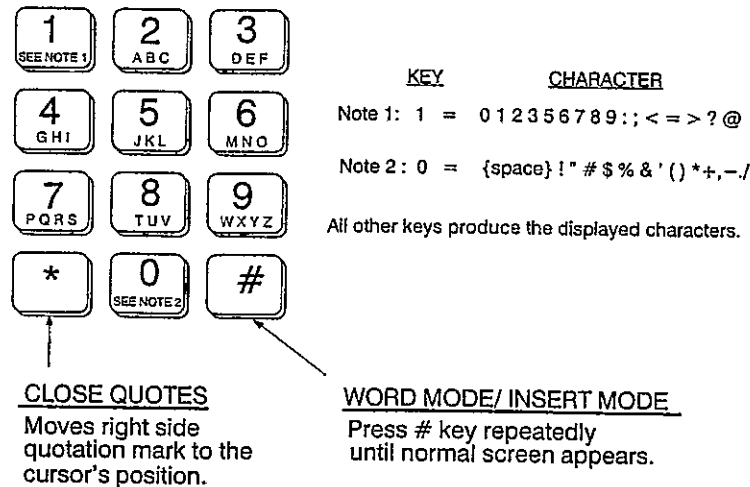 1
SEE NOTE 1
2
ABC
3
DEF
4
GHI
5
JKL
6
MNO
7
PQRS
8
TUV
9
WXYZ
*
0
SEE NOTE 2
#
KEY CHARACTER
Note 1: 1 = 0 1 2 3 5 6 7 8 9 : ; < = > ? @
Note 2: 0 = {space} ! " # $ % & ' ( ) * + , – . /
All other keys produce the displayed characters.
CLOSE QUOTES
Moves right side
quotation mark to the
cursor's position.
WORD MODE/ INSERT MODE
Press # key repeatedly
until normal screen appears.